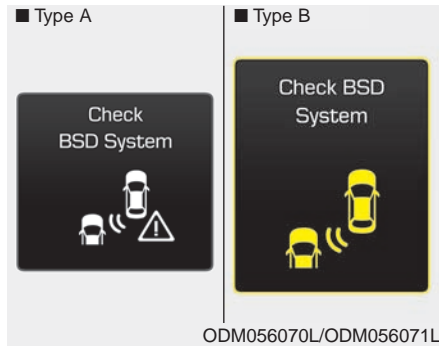 ■ Type A
■ Type B
Check
BSD System
Check BSD
System
ODM056070L/ODM056071L